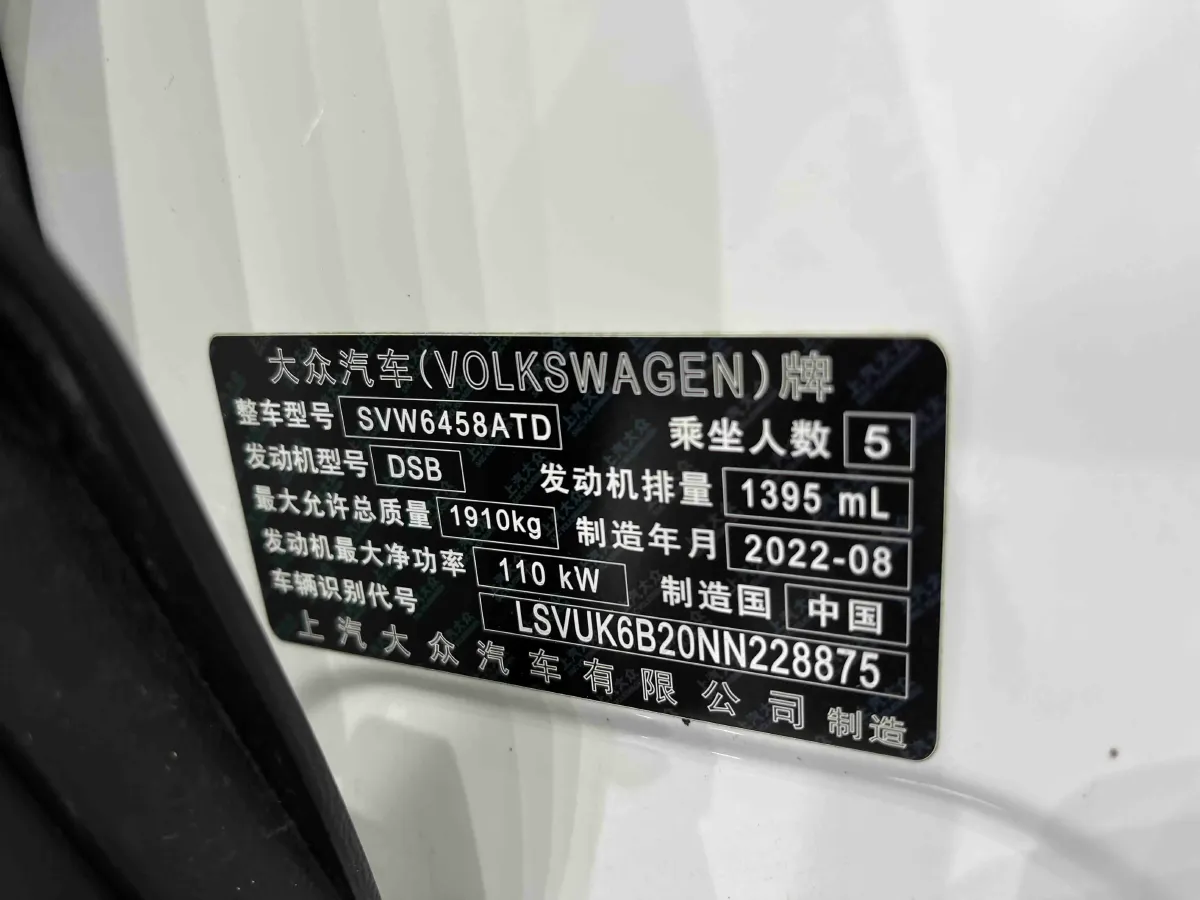 大众汽车(VOLKSWAGEN)牌
整车型号 SVW6458ATD 乘坐人数 5
发动机型号 DSB 发动机排量 1395 mL
最大允许总质量 1910kg 制造年月 2022-08
发动机最大净功率 110 kW 制造国 中国
车辆识别代号 LSVUK6B20NN228875
上汽大众汽车有限公司 制造